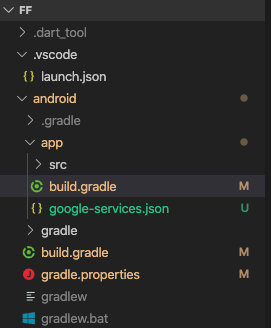 FF
.dart_tool
.vscode
{} launch.json
android
.gradle
app
src
build.gradle M
{} google-services.json U
gradle
build.gradle M
J gradle.properties M
gradlew
gradlew.bat